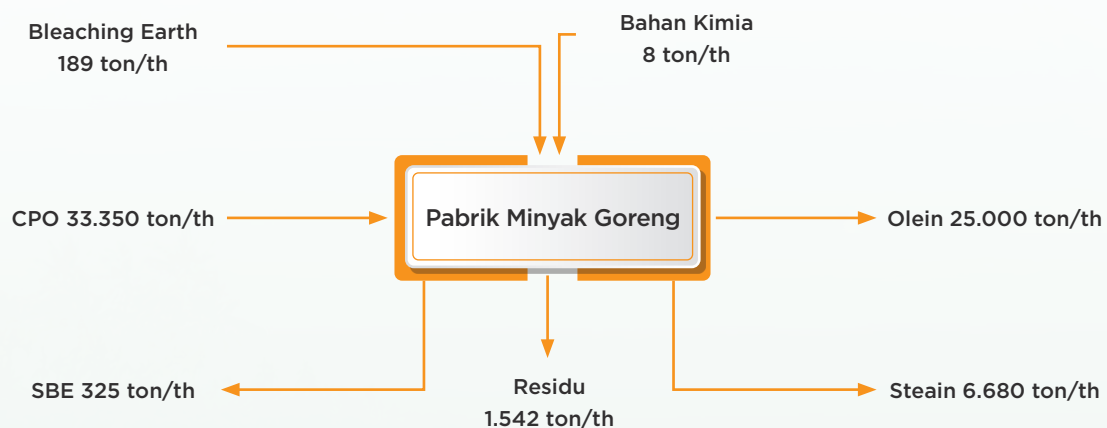 Bleaching Earth
189 ton/th
Bahan Kimia
8 ton/th
CPO 33.350 ton/th
Pabrik Minyak Goreng
Olein 25.000 ton/th
SBE 325 ton/th
Residu
1.542 ton/th
Steain 6.680 ton/th